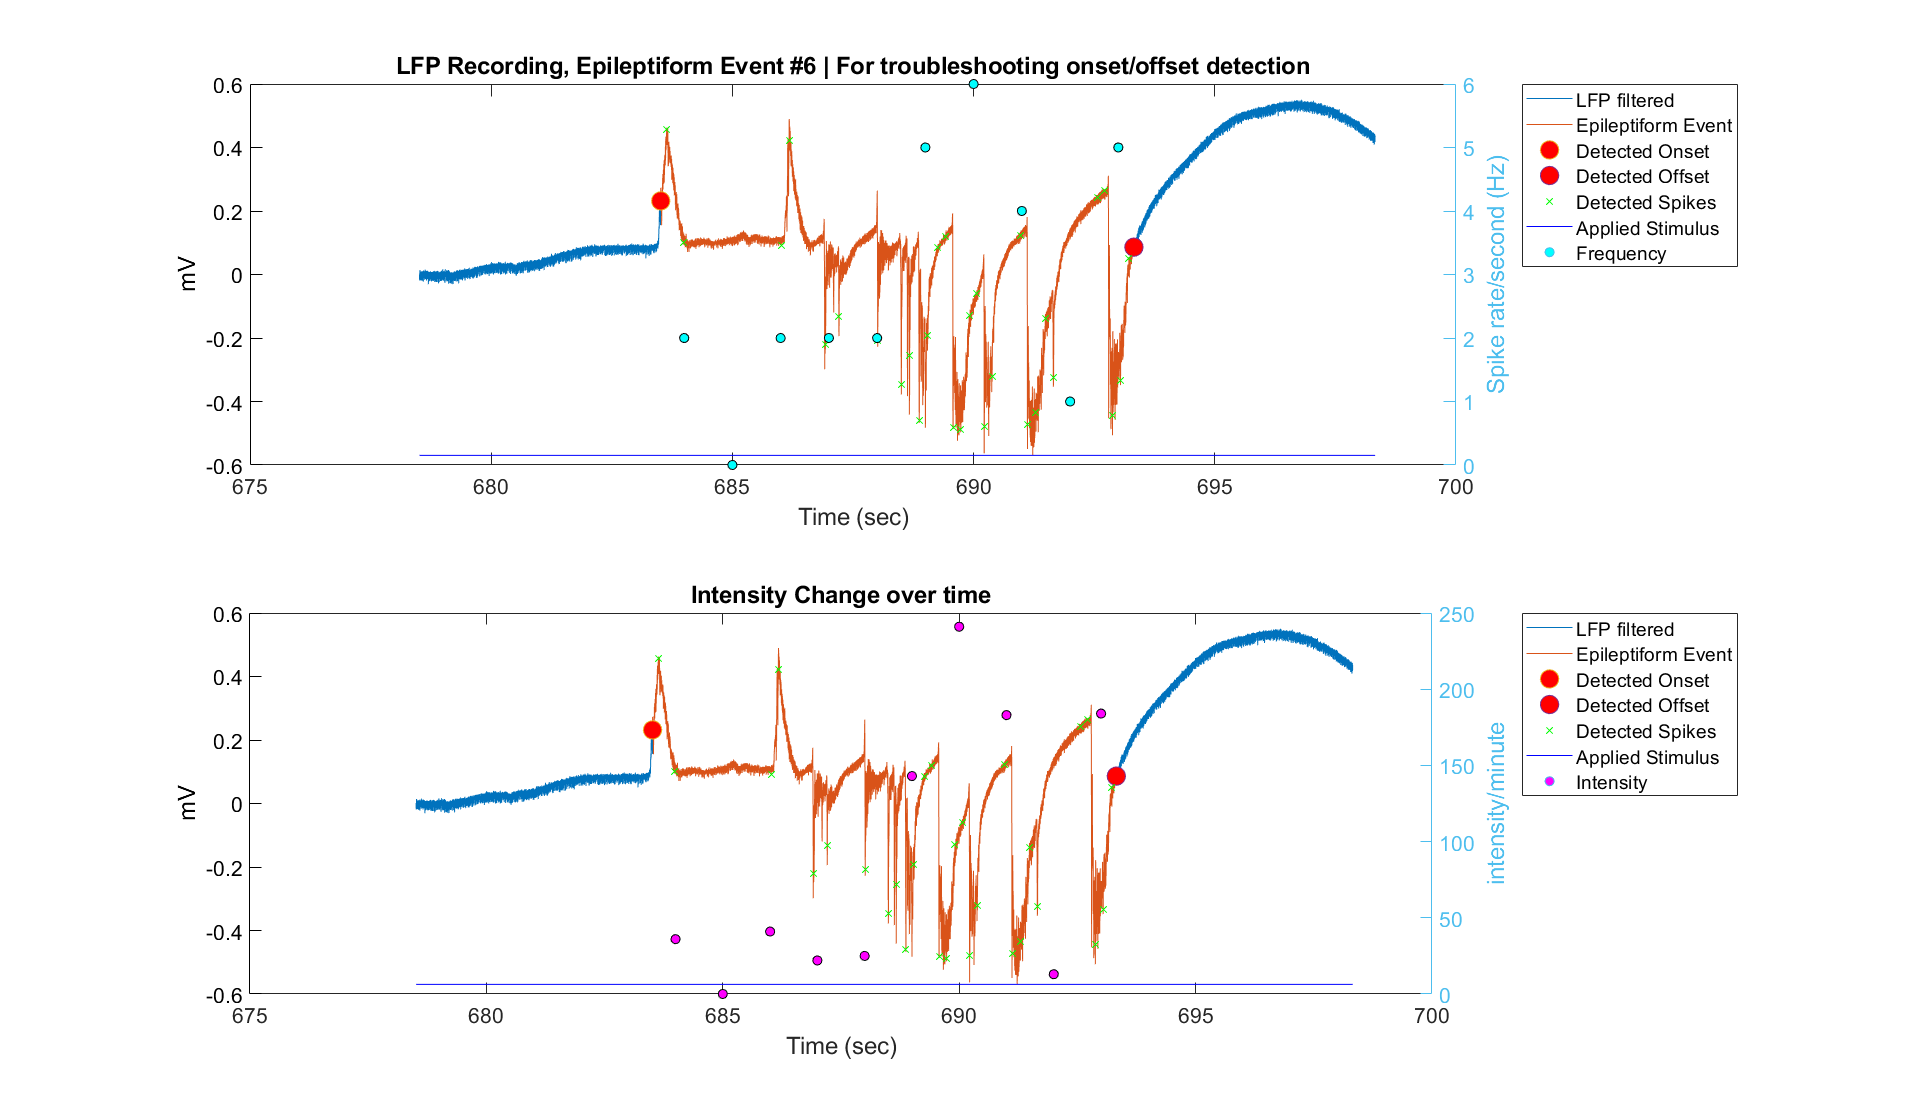 LFP Recording, Epileptiform Event #6 | For troubleshooting onset/offset detection
0.6
0.4
0.2
0
-0.2
-0.4
-0.6
mV
675
680
685
690
695
700
Time (sec)
6
5
4
3
2
1
0
Spike rate/second (Hz)
LFP filtered
Epileptiform Event
Detected Onset
Detected Offset
Detected Spikes
Applied Stimulus
Frequency
Intensity Change over time
0.6
0.4
0.2
0
-0.2
-0.4
-0.6
mV
675
680
685
690
695
700
Time (sec)
250
200
150
100
50
0
intensity/minute
LFP filtered
Epileptiform Event
Detected Onset
Detected Offset
Detected Spikes
Applied Stimulus
Intensity